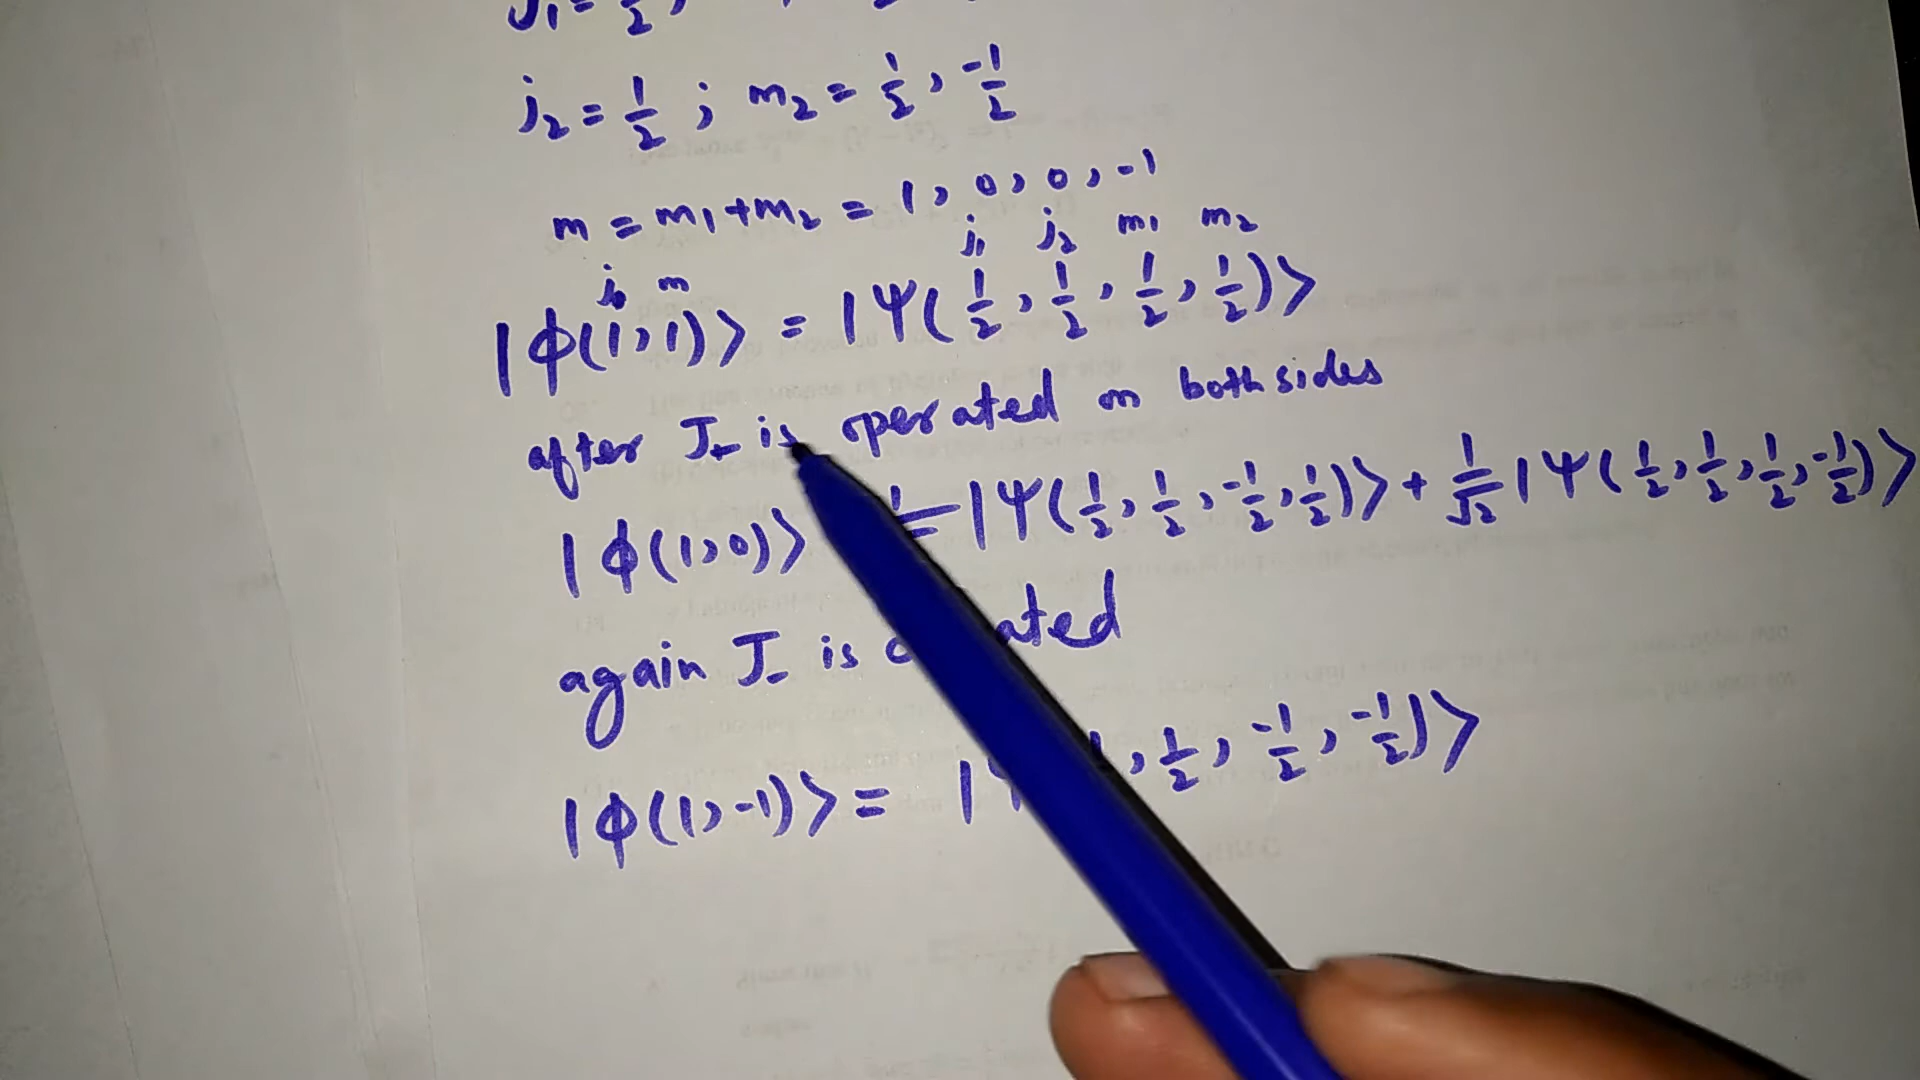 j₁ = 1/2 ;
j₂ = 1/2 ; m₂ = 1/2 , -1/2
m = m₁+m₂ = 1, 0, 0, -1
j₁ j₂ m₁ m₂
j m
|ϕ(1,1)⟩ = |Ψ(1/2, 1/2, 1/2, 1/2)⟩
after J₋ is operated on both sides
|ϕ(1,0)⟩ |Ψ(1/2, 1/2, -1/2, 1/2)⟩ + 1/√2 |Ψ(1/2, 1/2, 1/2, -1/2)⟩
again J₋ is
|ϕ(1,-1)⟩ = |Ψ , 1/2, -1/2, -1/2)⟩